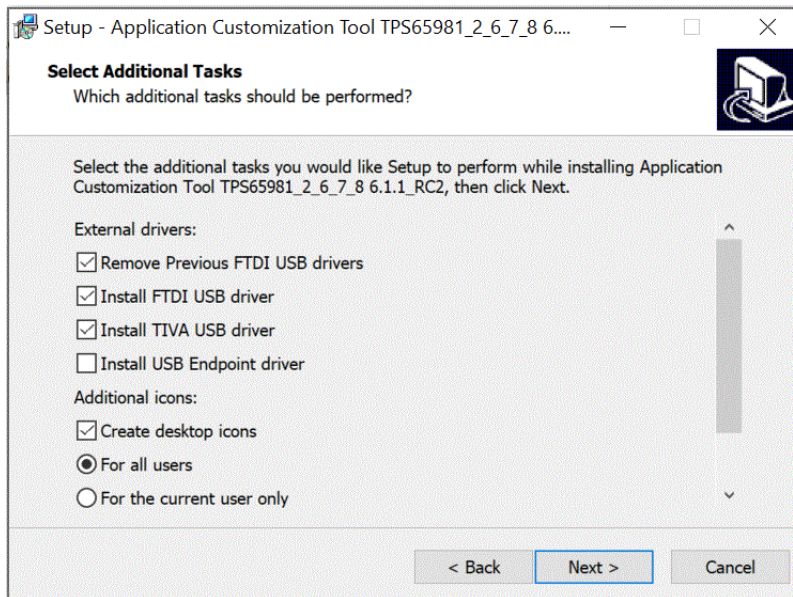 Setup - Application Customization Tool TPS65981_2_6_7_8 6....
Select Additional Tasks
Which additional tasks should be performed?
Select the additional tasks you would like Setup to perform while installing Application
Customization Tool TPS65981_2_6_7_8 6.1.1_RC2, then click Next.
External drivers:
Remove Previous FTDI USB drivers
Install FTDI USB driver
Install TIVA USB driver
Install USB Endpoint driver
Additional icons:
Create desktop icons
For all users
For the current user only
< Back Next > Cancel